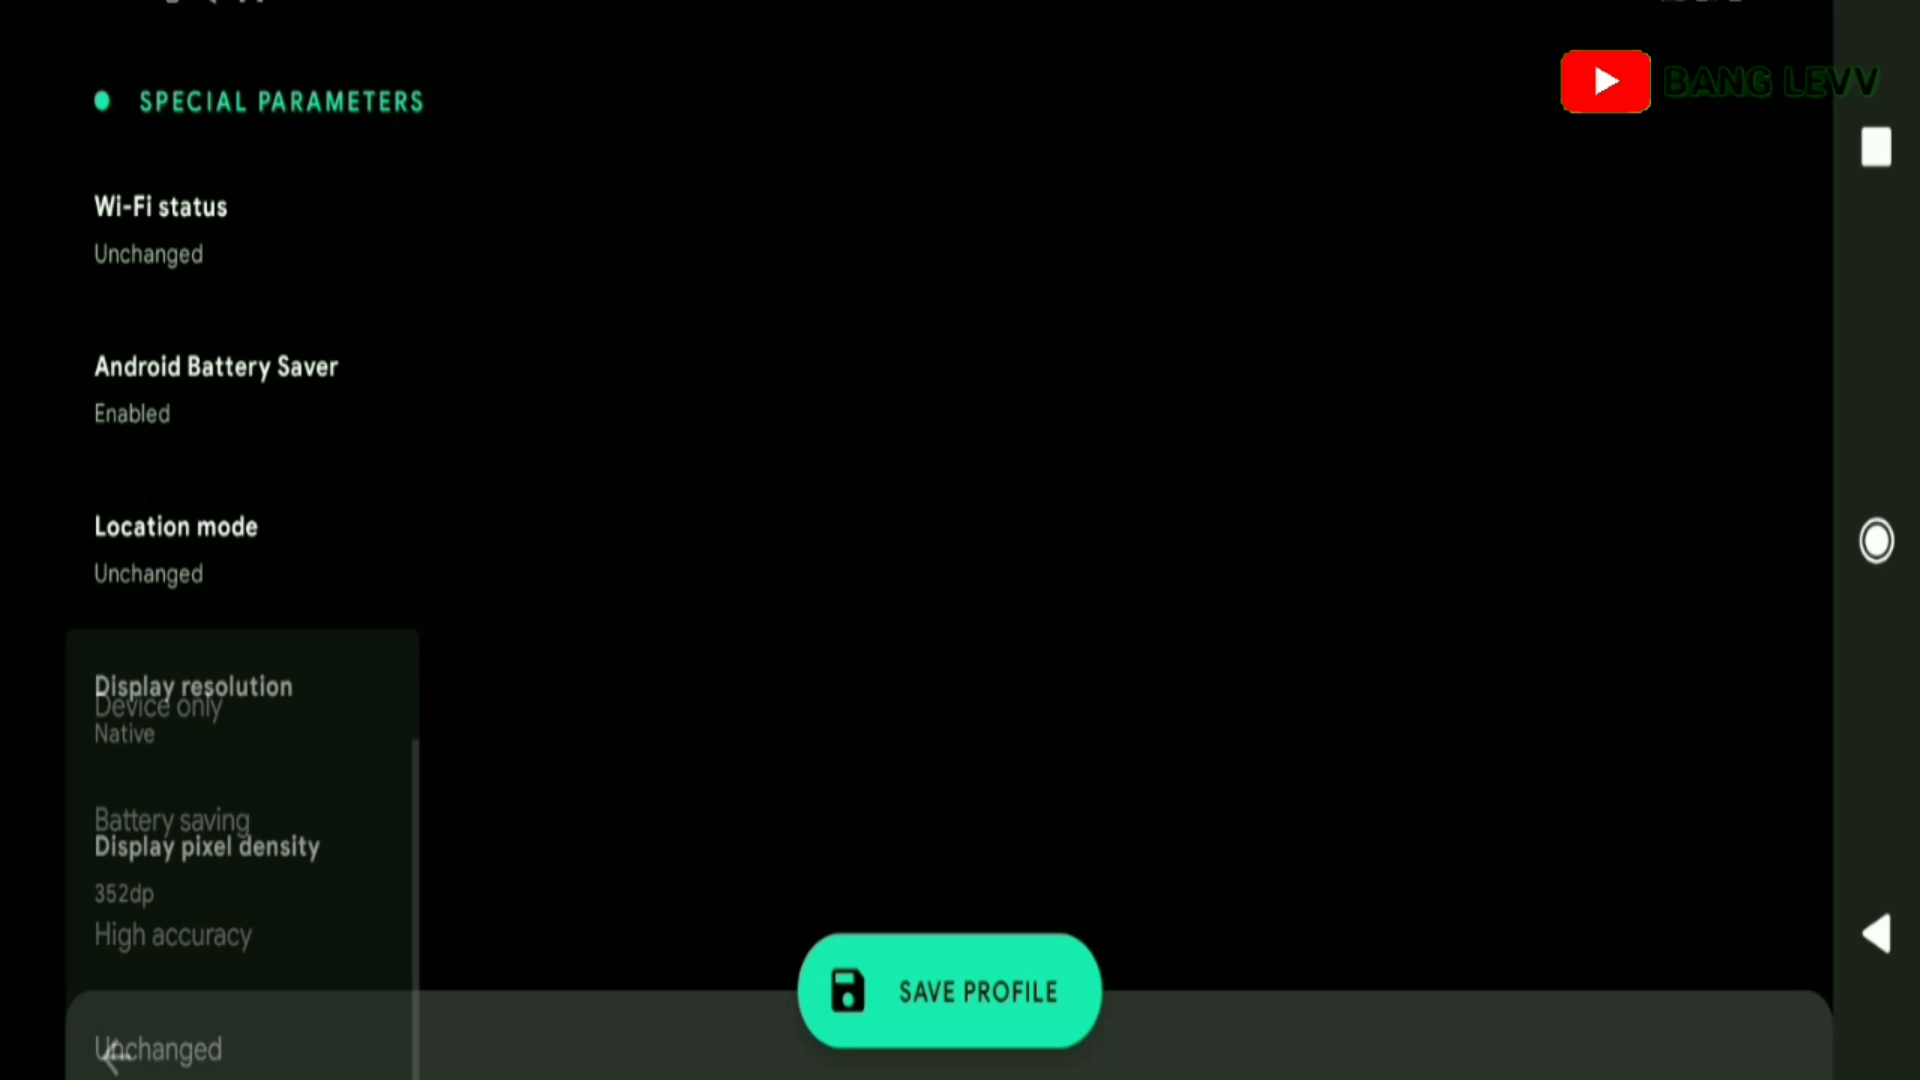 SPECIAL PARAMETERS
BANG LEVV
Wi-Fi status
Unchanged
Android Battery Saver
Enabled
Location mode
Unchanged
Display resolution
Device only
Native
Battery saving
Display pixel density
352dp
High accuracy
SAVE PROFILE
Unchanged